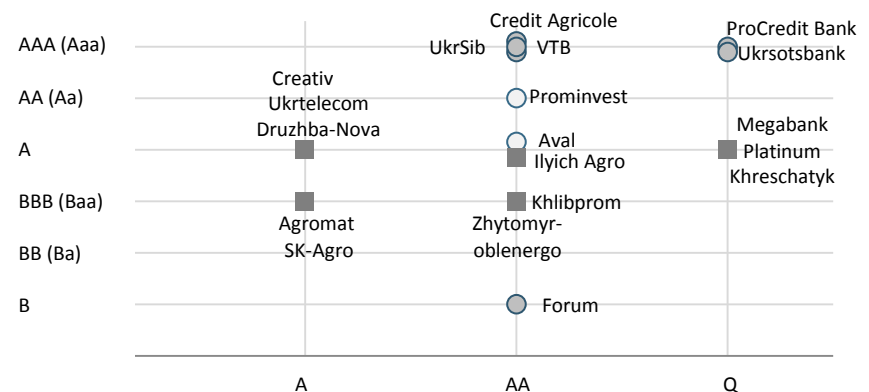 Credit Agricole
AAA (Aaa)
UkrSib
VTB
ProCredit Bank
Ukrsotsbank
Creativ
Ukrtelecom
Druzhba-Nova
AA (Aa)
Prominvest
Megabank
Platinum
Khreschatyk
A
Aval
Ilyich Agro
BBB (Baa)
Khlibprom
Agromat
SK-Agro
Zhytomyr-
oblenergo
BB (Ba)
B
Forum
A
AA
Q